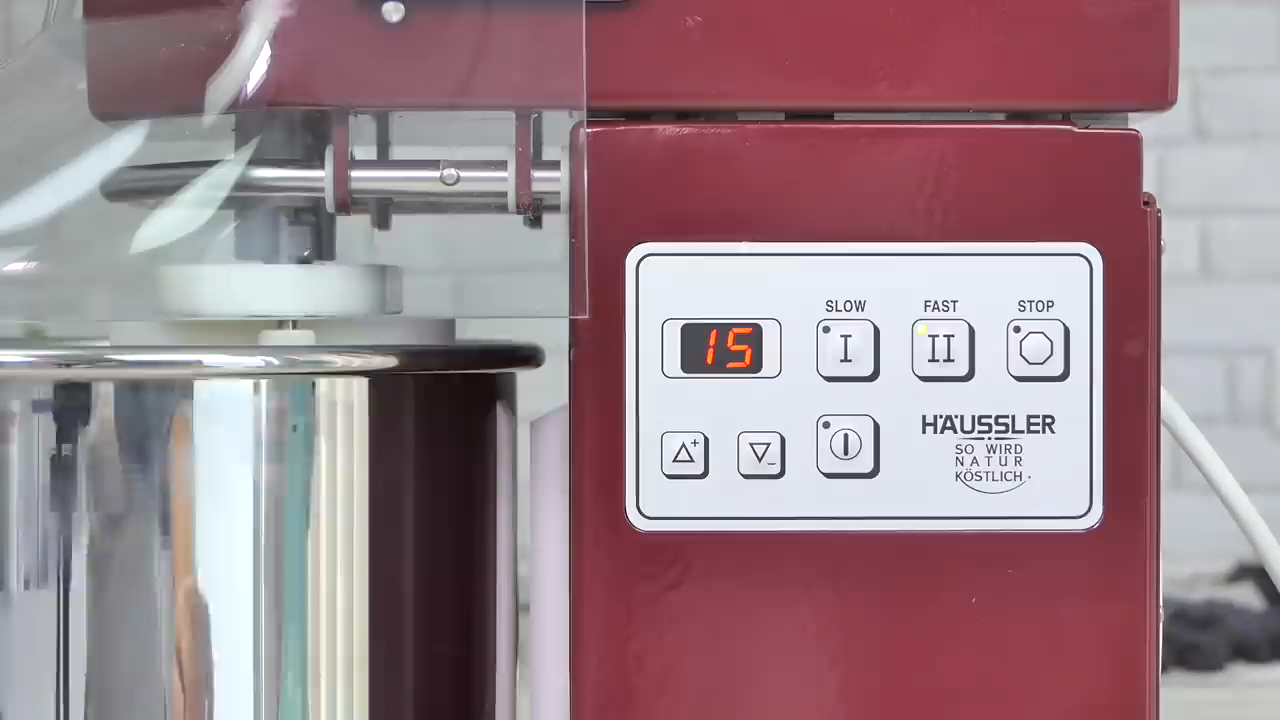 SLOW FAST STOP
15 I II
HÄUSSLER
SO WIRD
NATUR
KÖSTLICH.